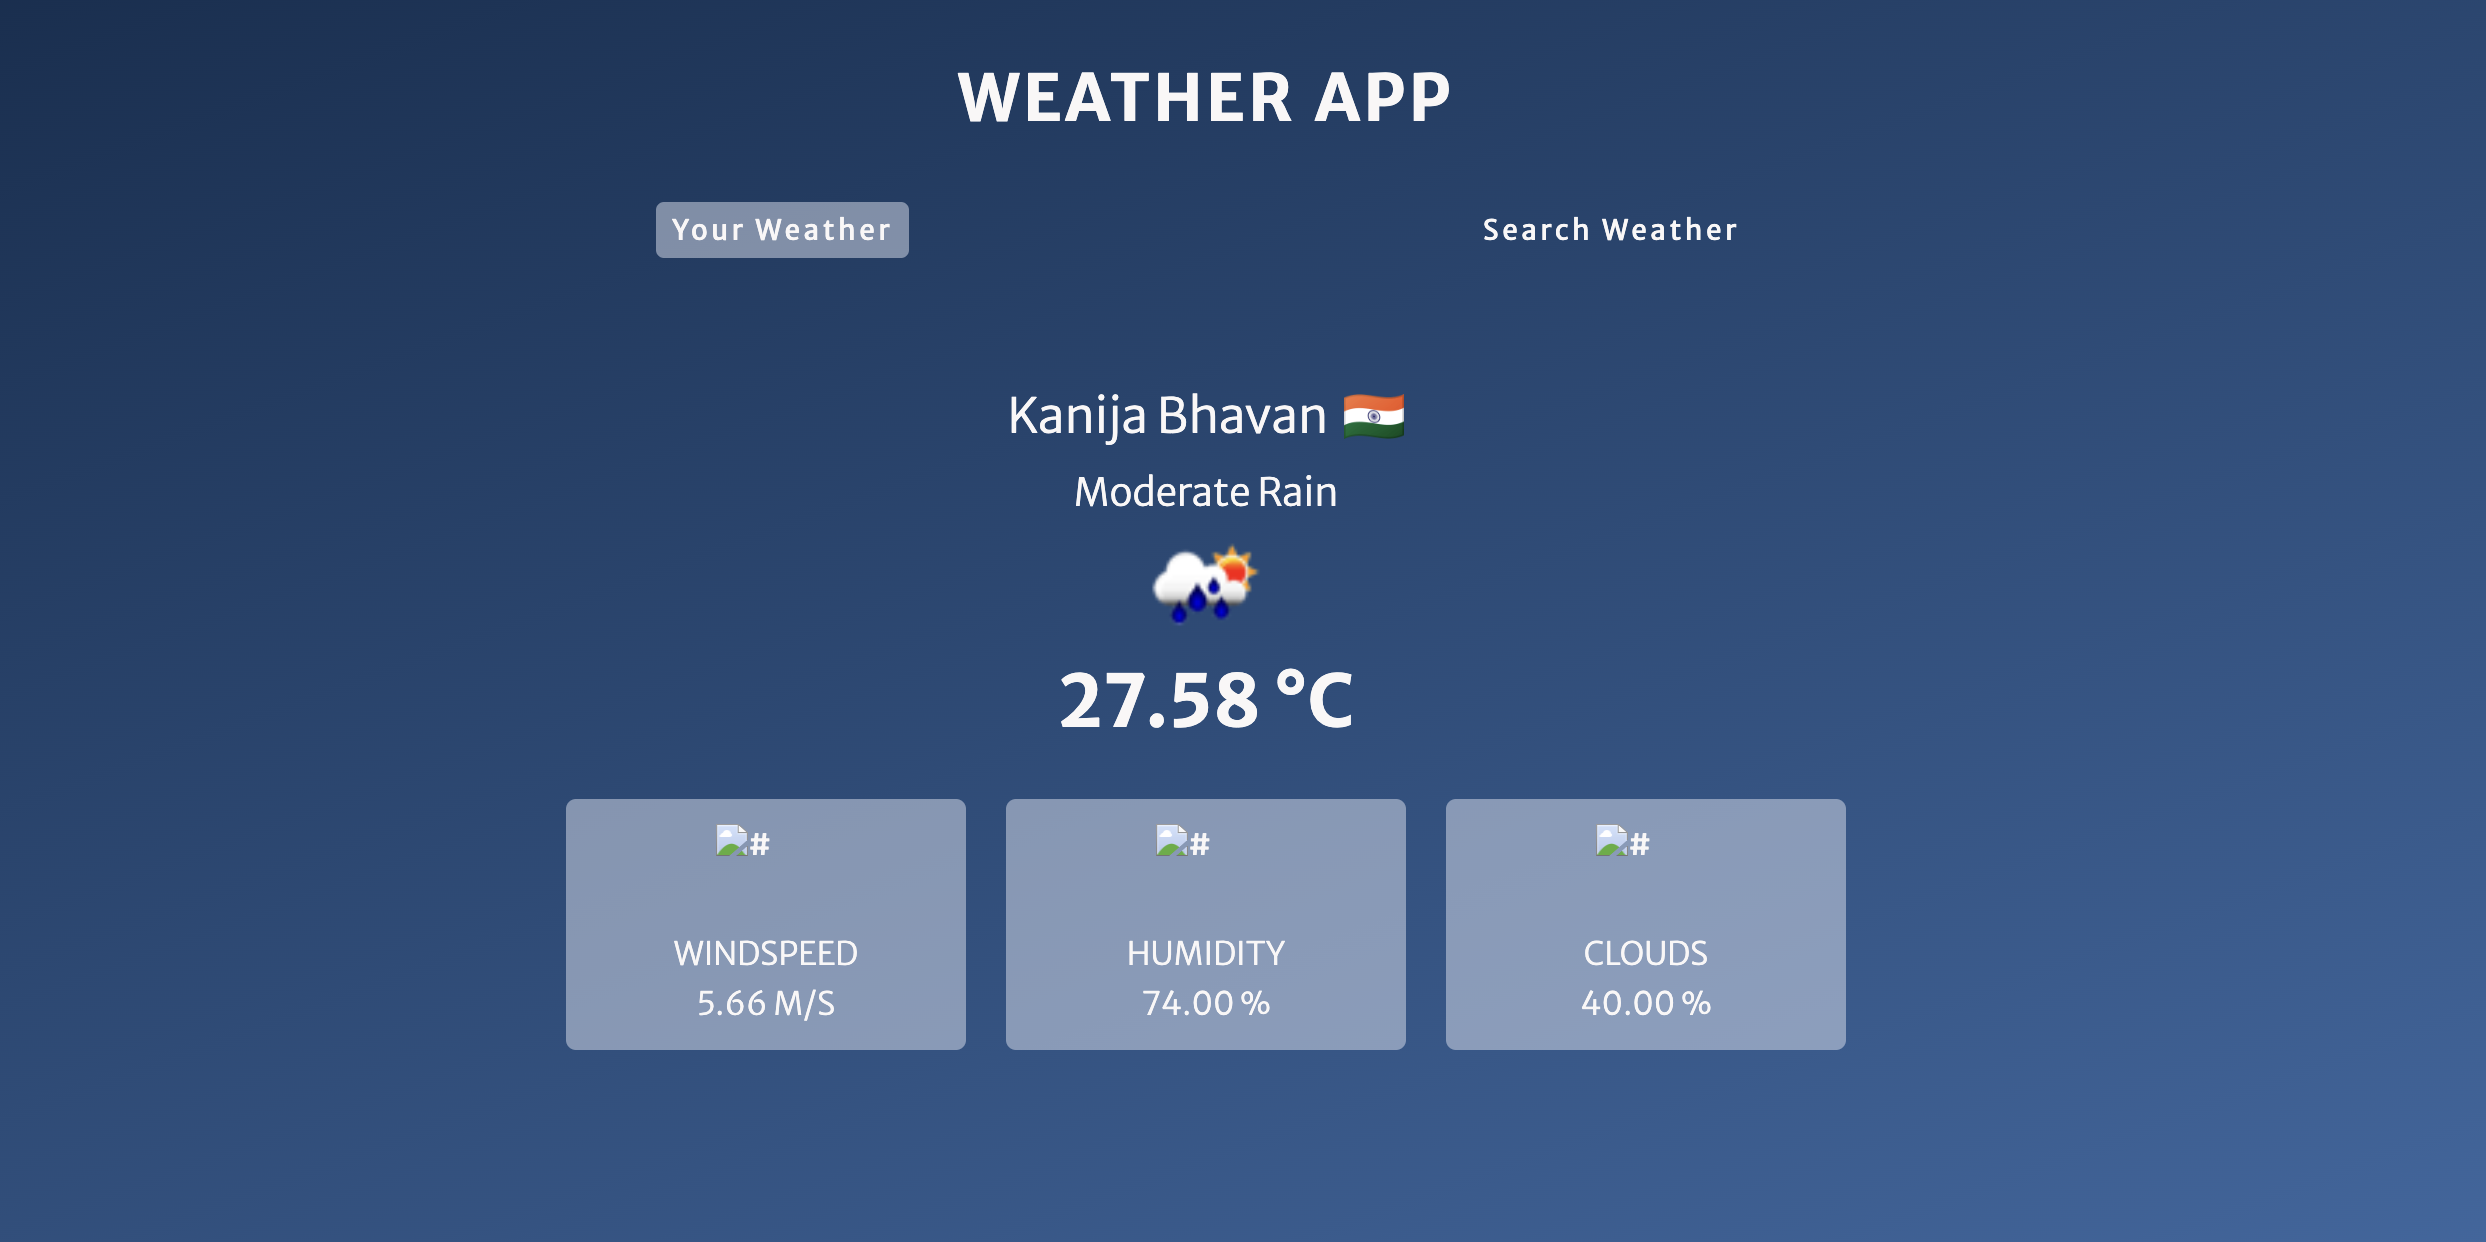 WEATHER APP
Your Weather
Search Weather
Kanija Bhavan 🇮🇳
Moderate Rain
27.58 °C
#
WINDSPEED
5.66 M/S
#
HUMIDITY
74.00 %
#
CLOUDS
40.00 %